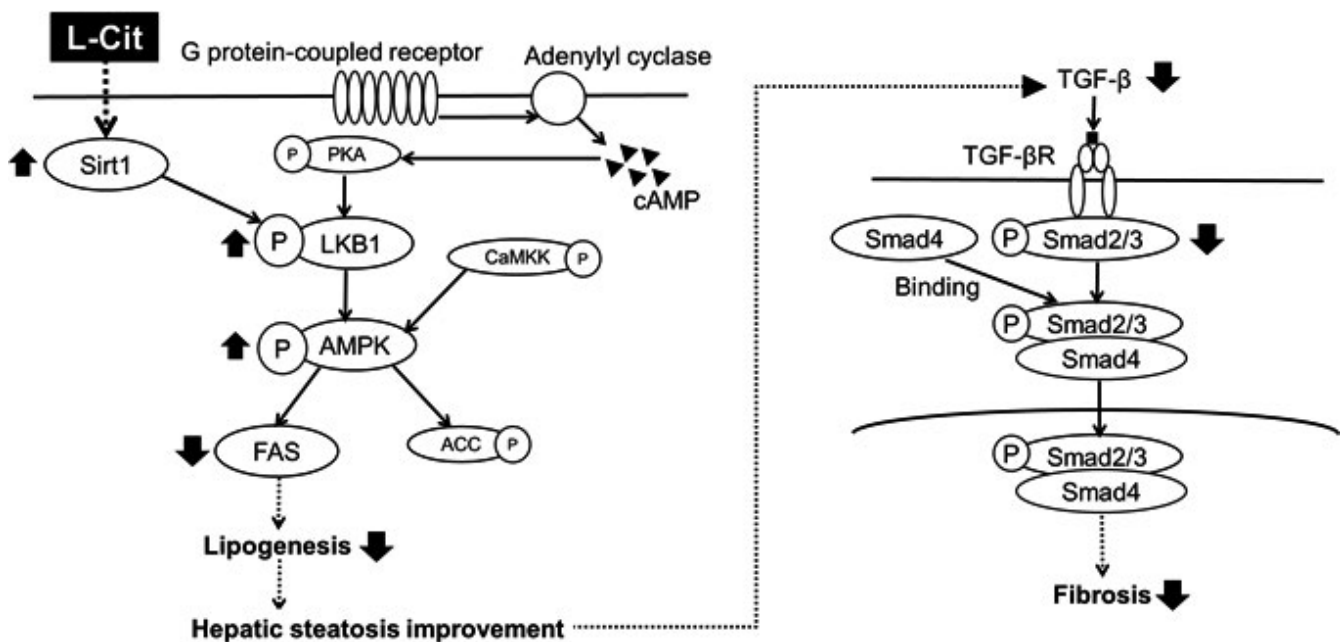 L-Cit
G protein-coupled receptor
Adenylyl cyclase
Sirt1
P
PKA
cAMP
P
LKB1
CaMKK
P
P
AMPK
FAS
ACC
P
Lipogenesis
Hepatic steatosis improvement
TGF-β
TGF-βR
Smad4
P
Smad2/3
Binding
P
Smad2/3
Smad4
P
Smad2/3
Smad4
Fibrosis